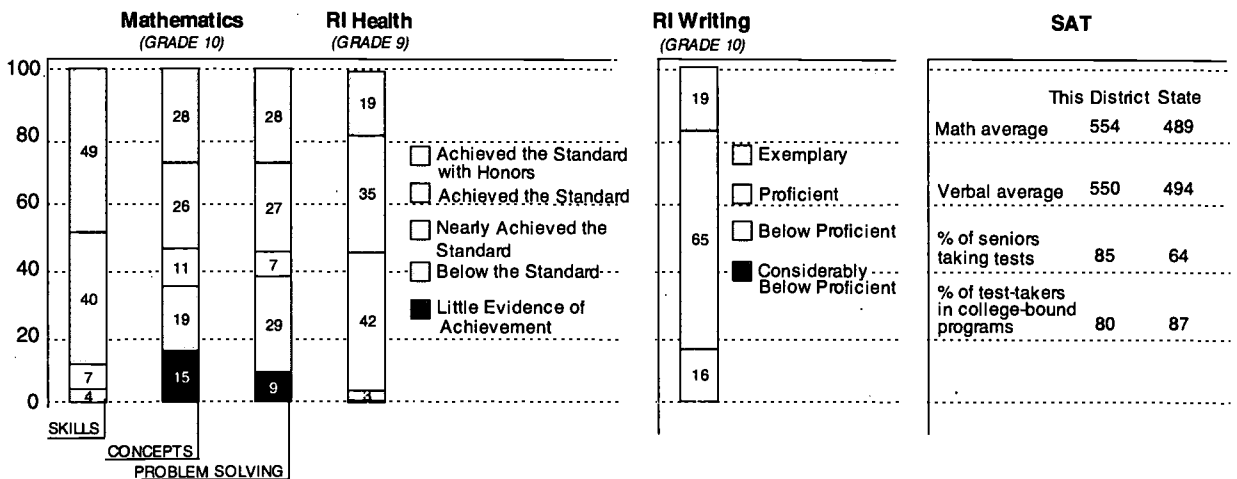 Mathematics
(GRADE 10)
RI Health
(GRADE 9)
RI Writing
(GRADE 10)
SAT
100
80
60
40
20
0
49
40
7
4
28
26
11
19
15
28
27
7
29
9
19
35
42
3
SKILLS
CONCEPTS
PROBLEM SOLVING
Achieved the Standard
with Honors
Achieved the Standard
Nearly Achieved the
Standard
Below the Standard
Little Evidence of
Achievement
19
65
16
Exemplary
Proficient
Below Proficient
Considerably
Below Proficient
This District State
Math average 554 489
Verbal average 550 494
% of seniors
taking tests 85 64
% of test-takers
in college-bound
programs 80 87